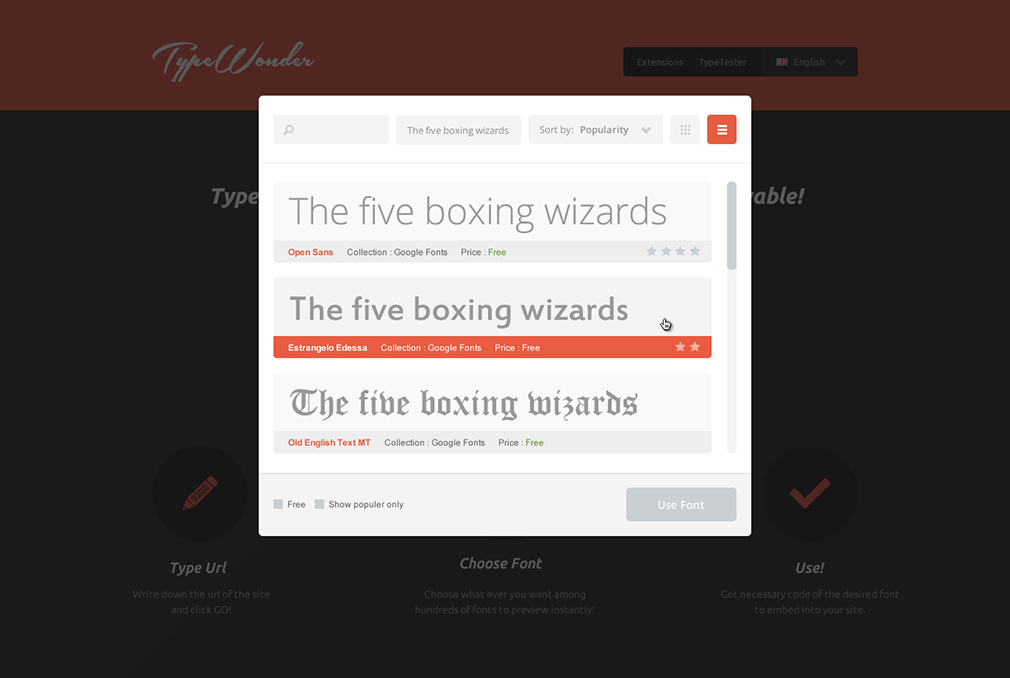 TypeWonder
Extensions TypeTester English
The five boxing wizards Sort by: Popularity
Type vable!
The five boxing wizards
Open Sans Collection : Google Fonts Price : Free
The five boxing wizards
Estrangelo Edessa Collection : Google Fonts Price : Free
The five boxing wizards
Old English Text MT Collection : Google Fonts Price : Free
Free Show populer only Use Font
Type Url
Write down the url of the site
and click GO!
Choose Font
Choose what ever you want among
hundreds of fonts to preview instantly!
Use!
Get necessary code of the desired font
to embed into your site.